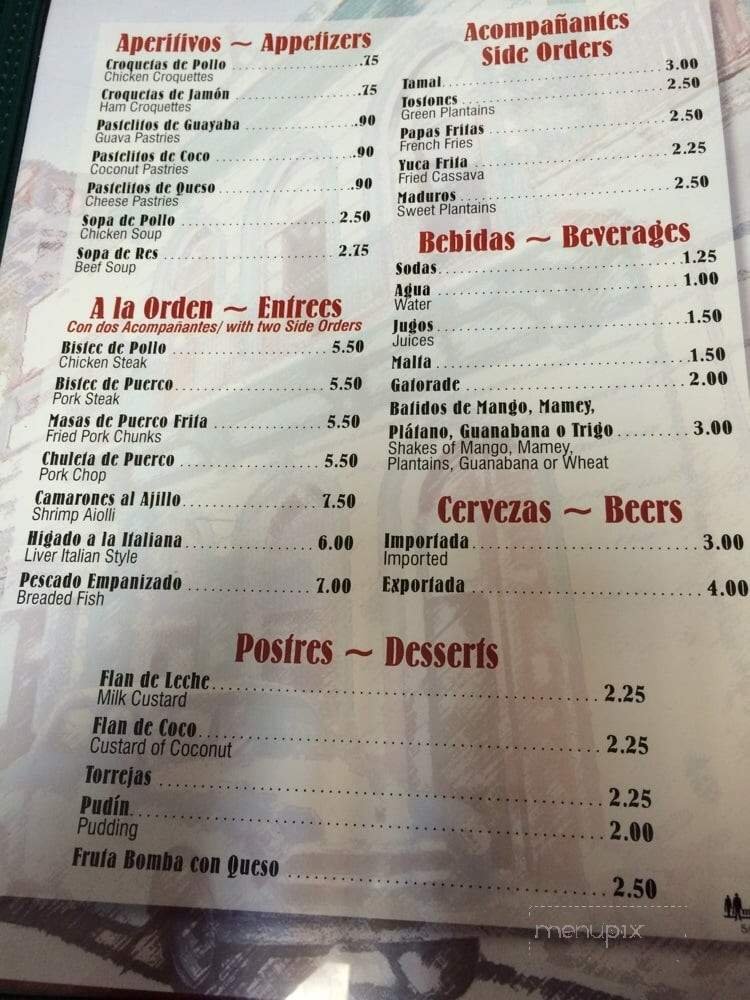 Aperitivos ~ Appetizers
Croquetas de Pollo .75
Chicken Croquettes
Croquetas de Jamón .75
Ham Croquettes
Pastelitos de Guayaba .90
Guava Pastries
Pastelitos de Coco .90
Coconut Pastries
Pastelitos de Queso .90
Cheese Pastries
Sopa de Pollo 2.50
Chicken Soup
Sopa de Res 2.75
Beef Soup
A la Orden ~ Entrees
Con dos Acompañantes/ with two Side Orders
Bistec de Pollo 5.50
Chicken Steak
Bistec de Puerco 5.50
Pork Steak
Masas de Puerco Frita 5.50
Fried Pork Chunks
Chuleta de Puerco 5.50
Pork Chop
Camarones al Ajillo 7.50
Shrimp Aiolli
Higado a la Italiana 6.00
Liver Italian Style
Pescado Empanizado 7.00
Breaded Fish
Acompañantes
Side Orders
Tamal 3.00
Tostones 2.50
Green Plantains
Papas Fritas 2.50
French Fries
Yuca Frita 2.25
Fried Cassava
Maduros 2.50
Sweet Plantains
Bebidas ~ Beverages
Sodas 1.25
Agua 1.00
Water
Jugos 1.50
Juices
Malta 1.50
Gatorade 2.00
Batidos de Mango, Mamey,
Plátano, Guanabana o Trigo 3.00
Shakes of Mango, Mamey,
Plantains, Guanabana or Wheat
Cervezas ~ Beers
Importada 3.00
Imported
Exportada 4.00
Postres ~ Desserts
Flan de Leche 2.25
Milk Custard
Flan de Coco 2.25
Custard of Coconut
Torrejas 2.25
Pudín 2.00
Pudding
Fruta Bomba con Queso 2.50
menupix